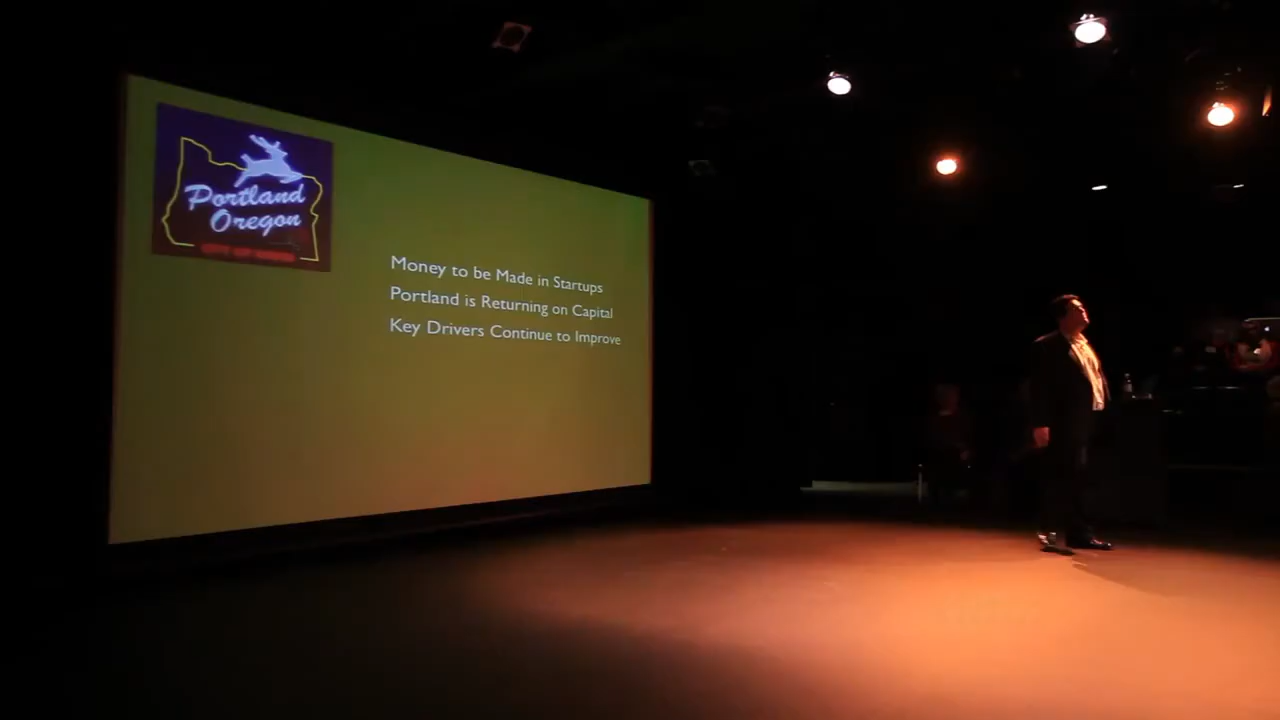 Portland
Oregon
Money to be Made in Startups
Portland is Returning on Capital
Key Drivers Continue to Improve